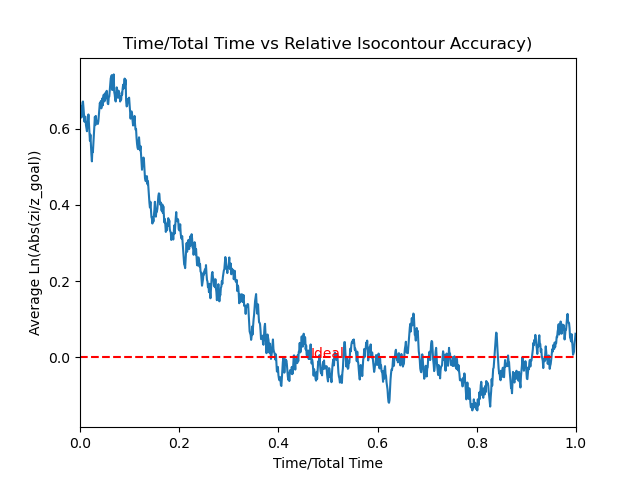 Time/Total Time vs Relative Isocontour Accuracy)
Average Ln(Abs(zi/z_goal))
0.6
0.4
0.2
0.0
Ideal
0.0 0.2 0.4 0.6 0.8 1.0
Time/Total Time